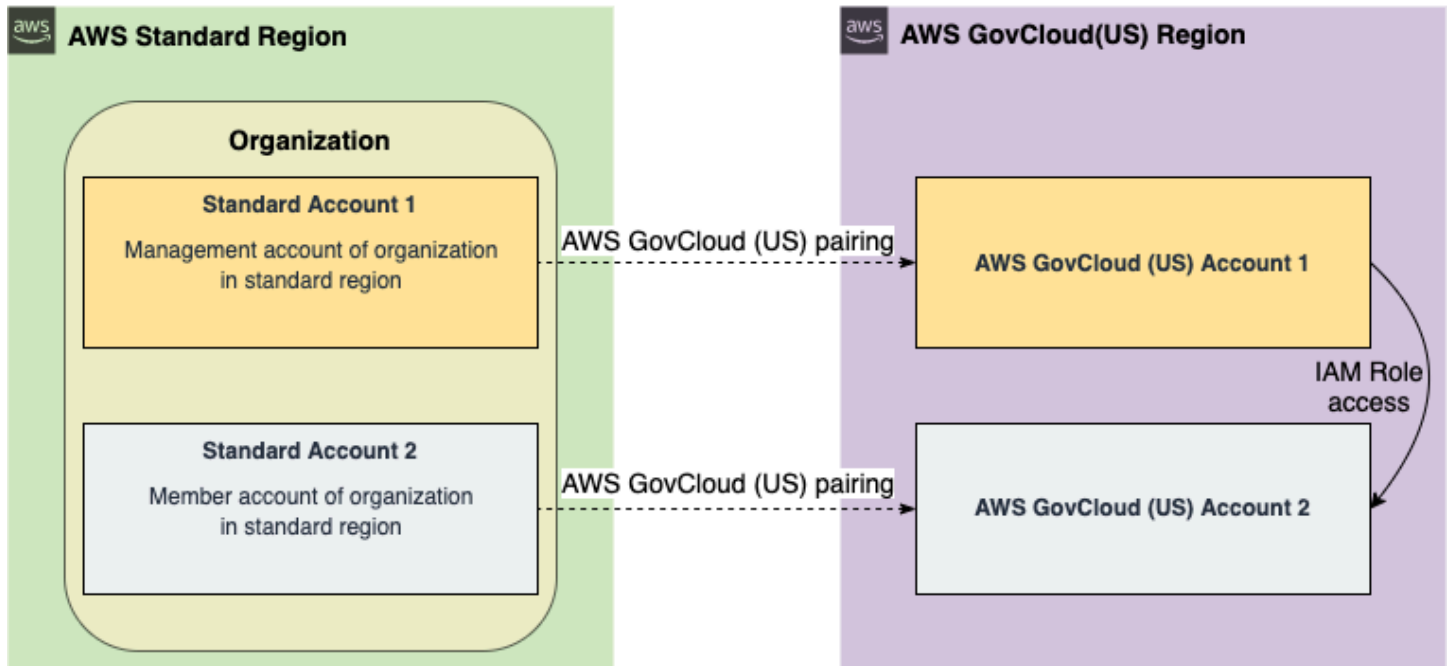 aws
AWS Standard Region
Organization
Standard Account 1
Management account of organization
in standard region
Standard Account 2
Member account of organization
in standard region
AWS GovCloud (US) pairing
AWS GovCloud (US) pairing
aws
AWS GovCloud(US) Region
AWS GovCloud (US) Account 1
IAM Role
access
AWS GovCloud (US) Account 2